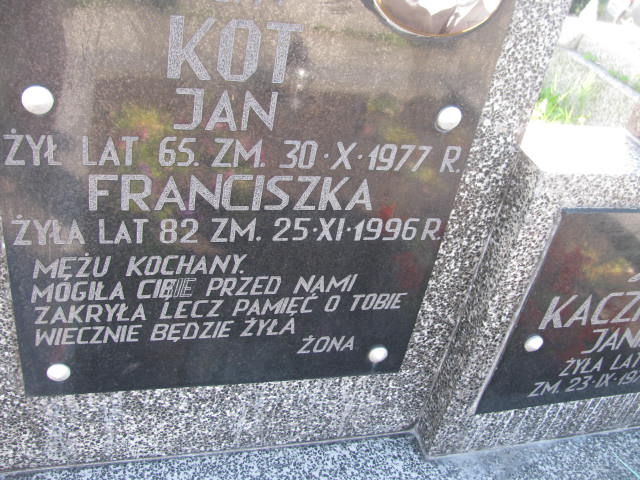 KOT
JAN
ŻYŁ LAT 65. ZM. 30·X·1977 R.
FRANCISZKA
ŻYŁA LAT 82 ZM. 25·XI·1996 R.
MĘŻU KOCHANY.
MOGIŁA CIEBIE PRZED NAMI
ZAKRYŁA LECZ PAMIĘĆ O TOBIE
WIECZNIE BĘDZIE ŻYŁA
ŻONA
ŻYŁA LAT
ZM. 23·IX·19